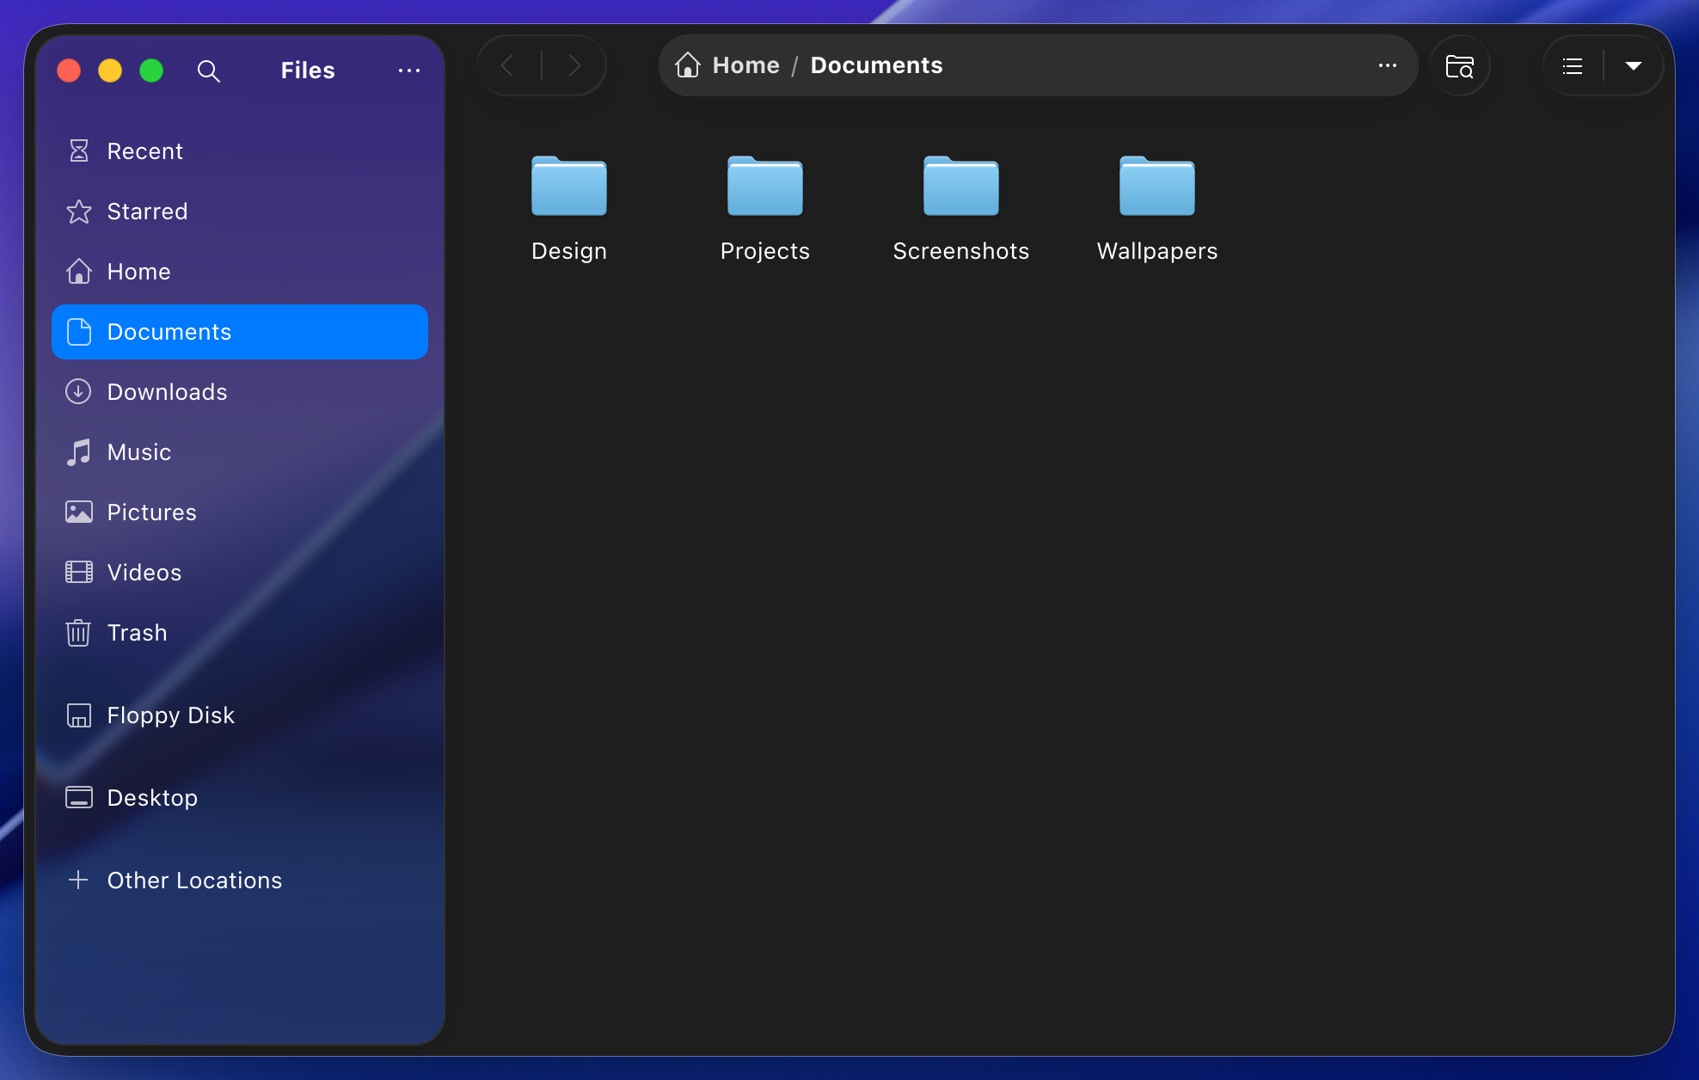 Files
Recent
Starred
Home
Documents
Downloads
Music
Pictures
Videos
Trash
Floppy Disk
Desktop
Other Locations
Home / Documents
Design
Projects
Screenshots
Wallpapers